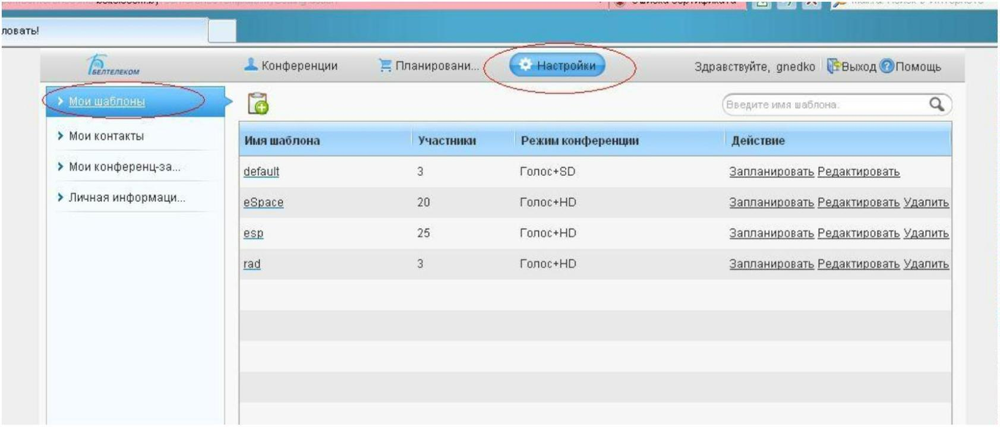 Ошибка сертификата
ловать!
БЕЛТЕЛЕКОМ
Конференции
Планировани...
Настройки
Здравствуйте, gnedko
Выход
Помощь
Мои шаблоны
Введите имя шаблона.
Мои контакты
Мои конференц-за...
Личная информаци...
Имя шаблона Участники Режим конференции Действие
default 3 Голос+SD Запланировать Редактировать
eSpace 20 Голос+HD Запланировать Редактировать Удалить
esp 25 Голос+HD Запланировать Редактировать Удалить
rad 3 Голос+HD Запланировать Редактировать Удалить